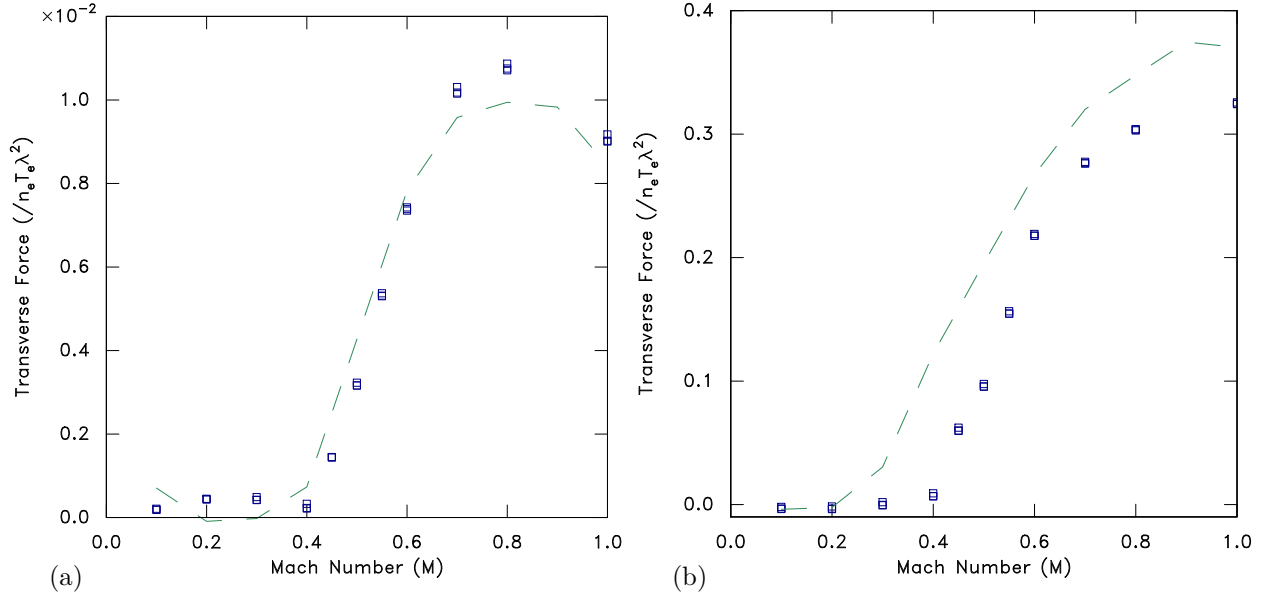 ×10⁻²
1.0
0.8
0.6
0.4
0.2
0.0
Transverse Force (/nₑTₑλ²)
0.0 0.2 0.4 0.6 0.8 1.0
Mach Number (M)
(a)
0.4
0.3
0.2
0.1
0.0
Transverse Force (/nₑTₑλ²)
0.0 0.2 0.4 0.6 0.8 1.0
Mach Number (M)
(b)